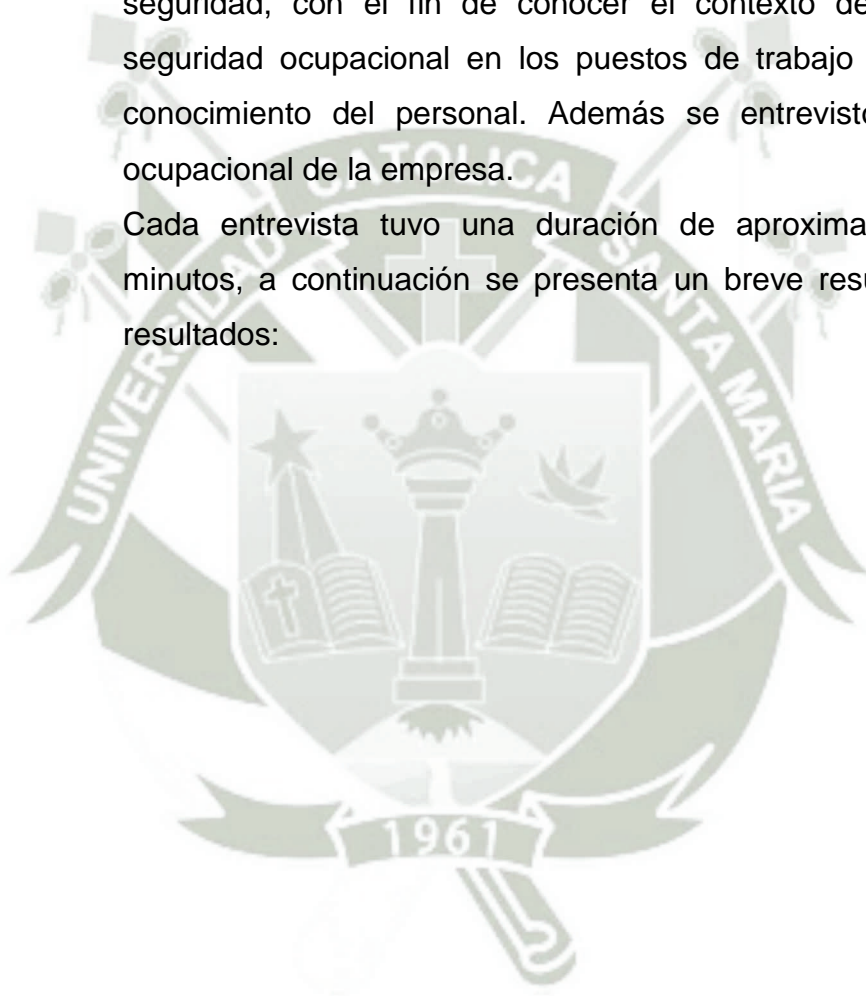 seguridad, con el fin de conocer el contexto de
seguridad ocupacional en los puestos de trabajo
conocimiento del personal. Además se entrevisto
ocupacional de la empresa.
Cada entrevista tuvo una duración de aproxima
minutos, a continuación se presenta un breve resu
resultados:
UNIVERSIDAD CATOLICA SANTA MARIA
1961